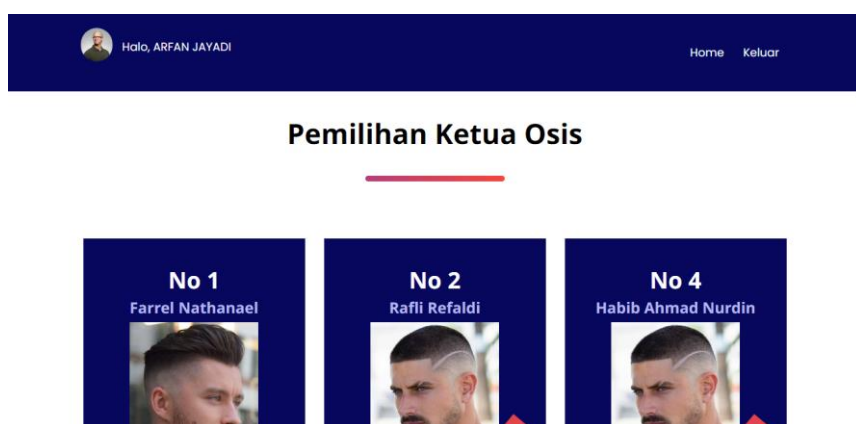 Halo, ARFAN JAYADI
Home Keluar
Pemilihan Ketua Osis
No 1
Farrel Nathanael
No 2
Rafli Refaldi
No 4
Habib Ahmad Nurdin